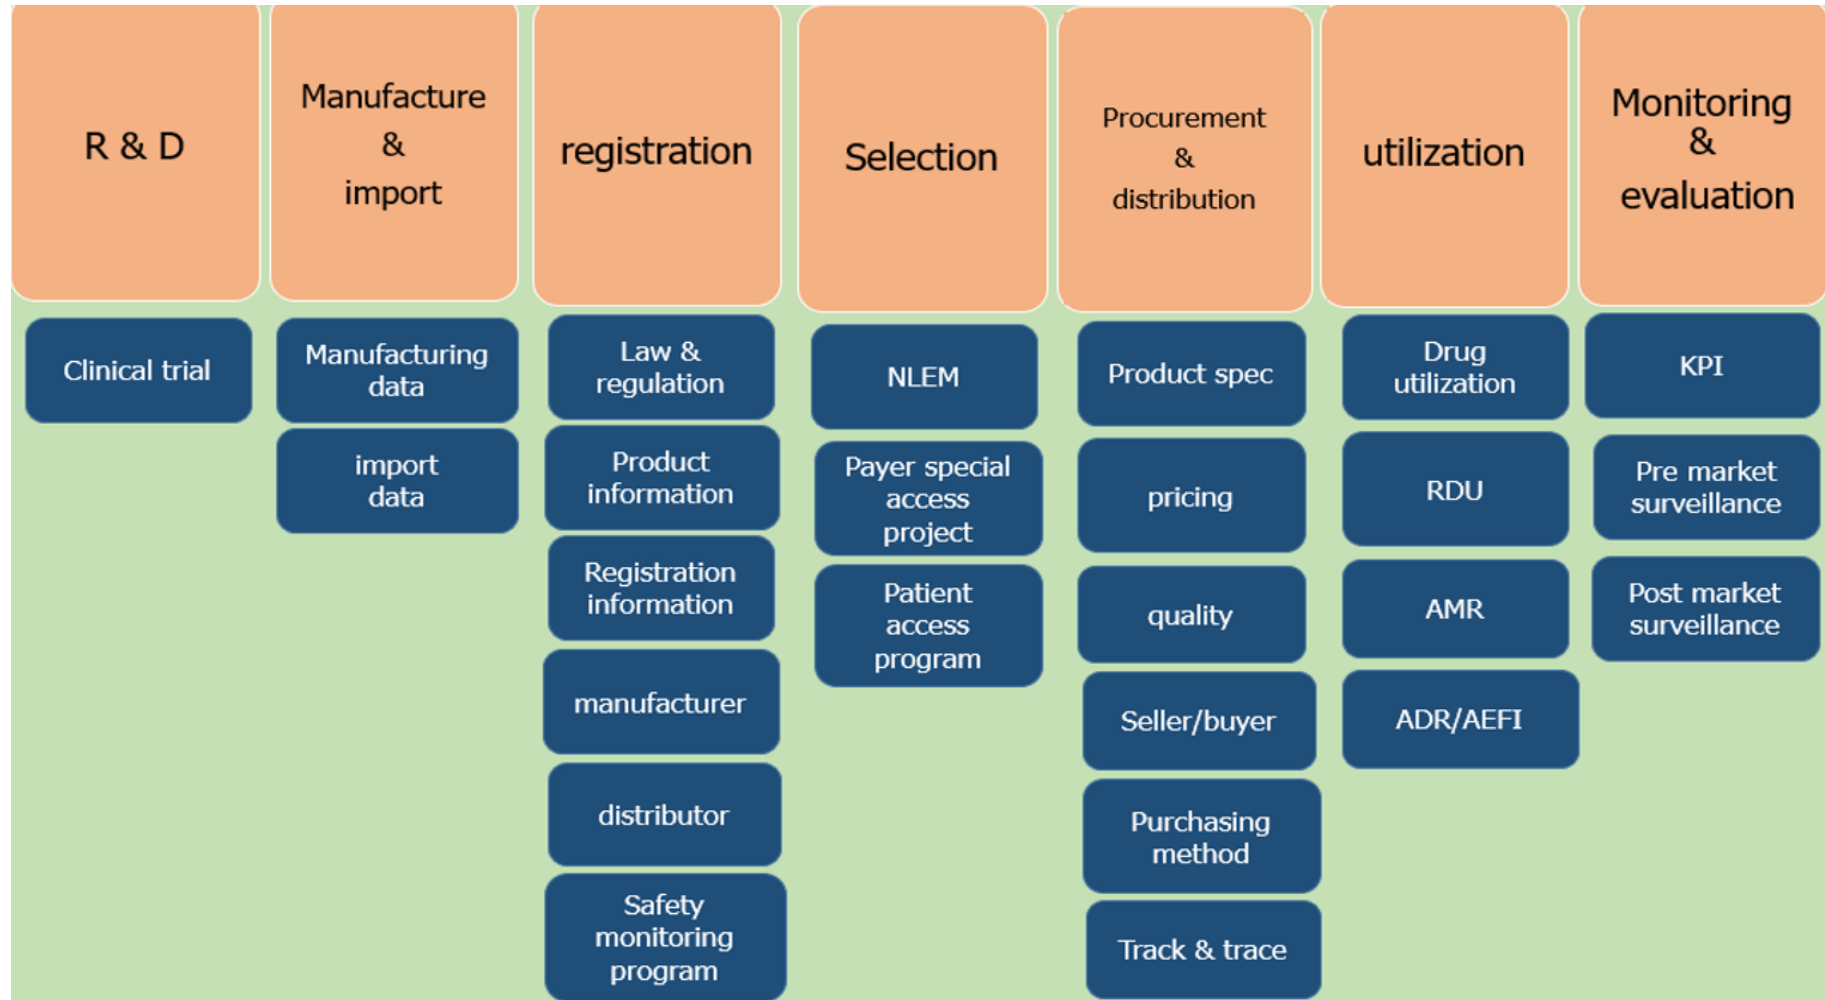 R & D
Manufacture
&
import
registration
Selection
Procurement
&
distribution
utilization
Monitoring
&
evaluation
Clinical trial
Manufacturing
data
import
data
Law &
regulation
Product
information
Registration
information
manufacturer
distributor
Safety
monitoring
program
NLEM
Payer special
access
project
Patient
access
program
Product spec
pricing
quality
Seller/buyer
Purchasing
method
Track & trace
Drug
utilization
RDU
AMR
ADR/AEFI
KPI
Pre market
surveillance
Post market
surveillance